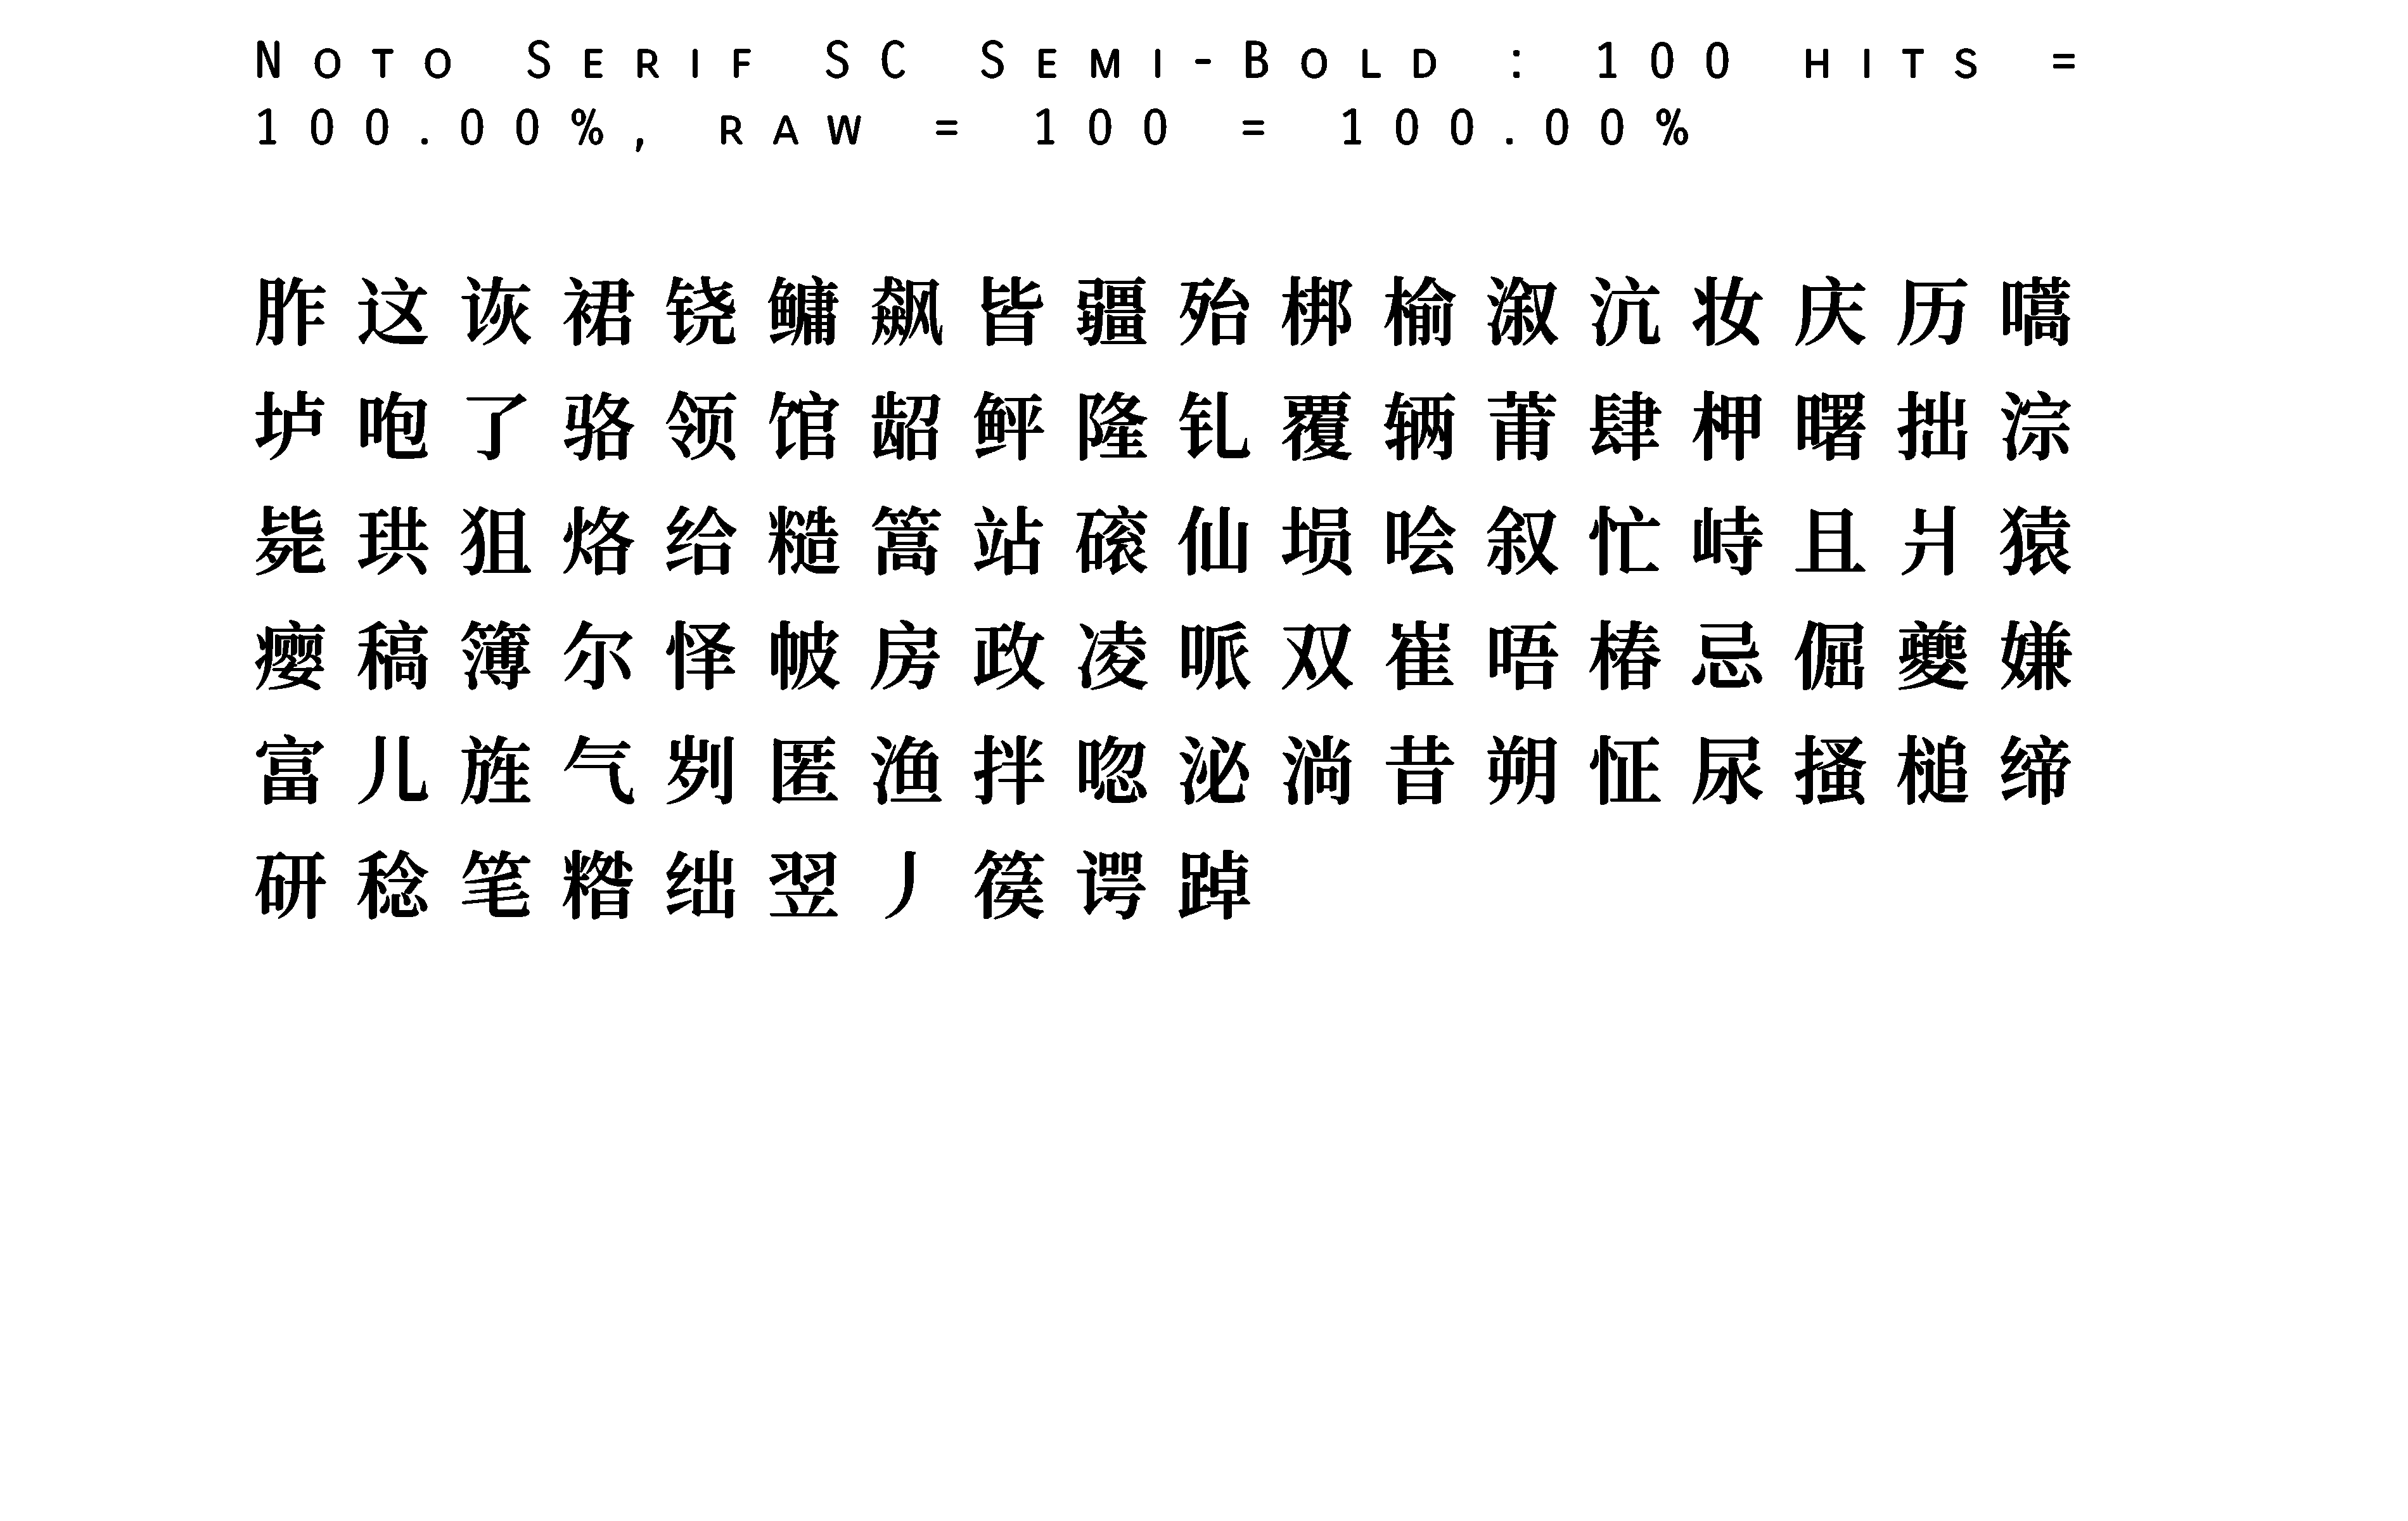 Noto Serif SC Semi-Bold : 100 hits =
100.00%, raw = 100 = 100.00%
胙 这 诙 裙 铙 鳙 飙 皆 疆 殆 梆 榆 溆 沆 妆 庆 历 嚆
垆 咆 了 骆 领 馆 龆 鲆 隆 钆 覆 辆 莆 肆 柙 曙 拙 淙
毙 珙 狙 烙 给 糙 篙 站 磙 仙 埙 哙 叙 忙 峙 且 爿 猿
瘿 稿 簿 尔 怿 帔 房 政 凌 哌 双 崔 唔 椿 忌 倔 夔 嫌
富 儿 旌 气 刿 匿 渔 拌 唿 泌 淌 昔 朔 怔 尿 搔 槌 缔
研 稔 笔 糌 绌 翌 丿 篌 谔 踔